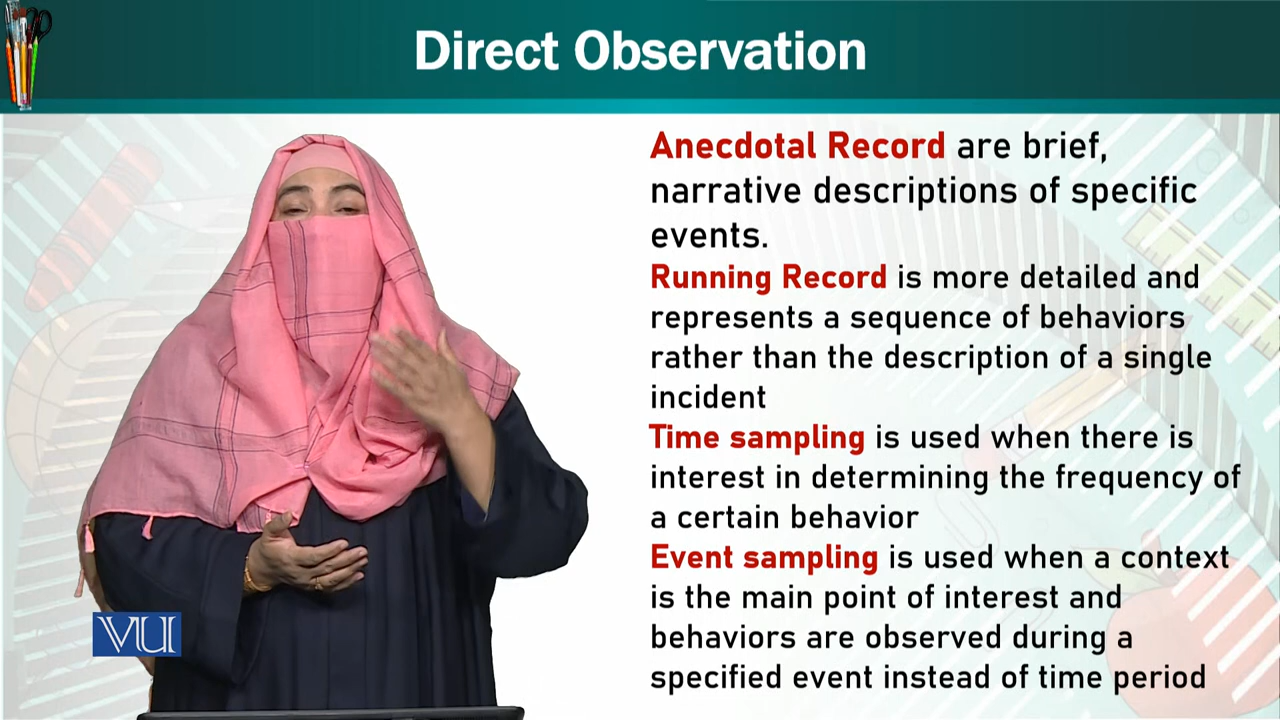 Direct Observation
Anecdotal Record are brief,
narrative descriptions of specific
events.
Running Record is more detailed and
represents a sequence of behaviors
rather than the description of a single
incident
Time sampling is used when there is
interest in determining the frequency of
a certain behavior
Event sampling is used when a context
is the main point of interest and
behaviors are observed during a
specified event instead of time period
VU